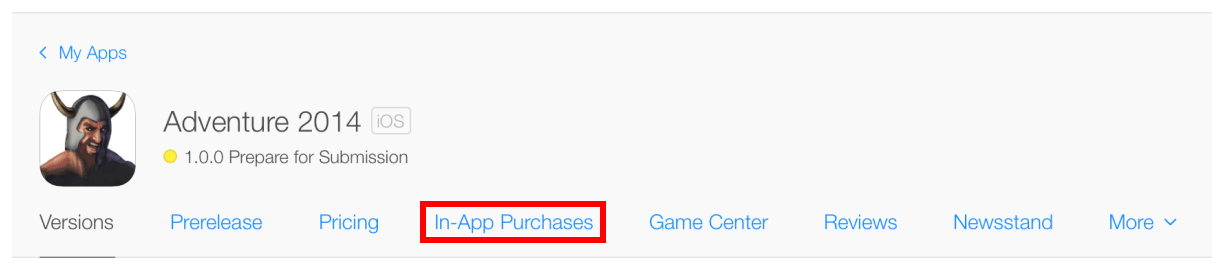 My Apps
Adventure 2014 iOS
1.0.0 Prepare for Submission
Versions Prerelease Pricing In-App Purchases Game Center Reviews Newsstand More